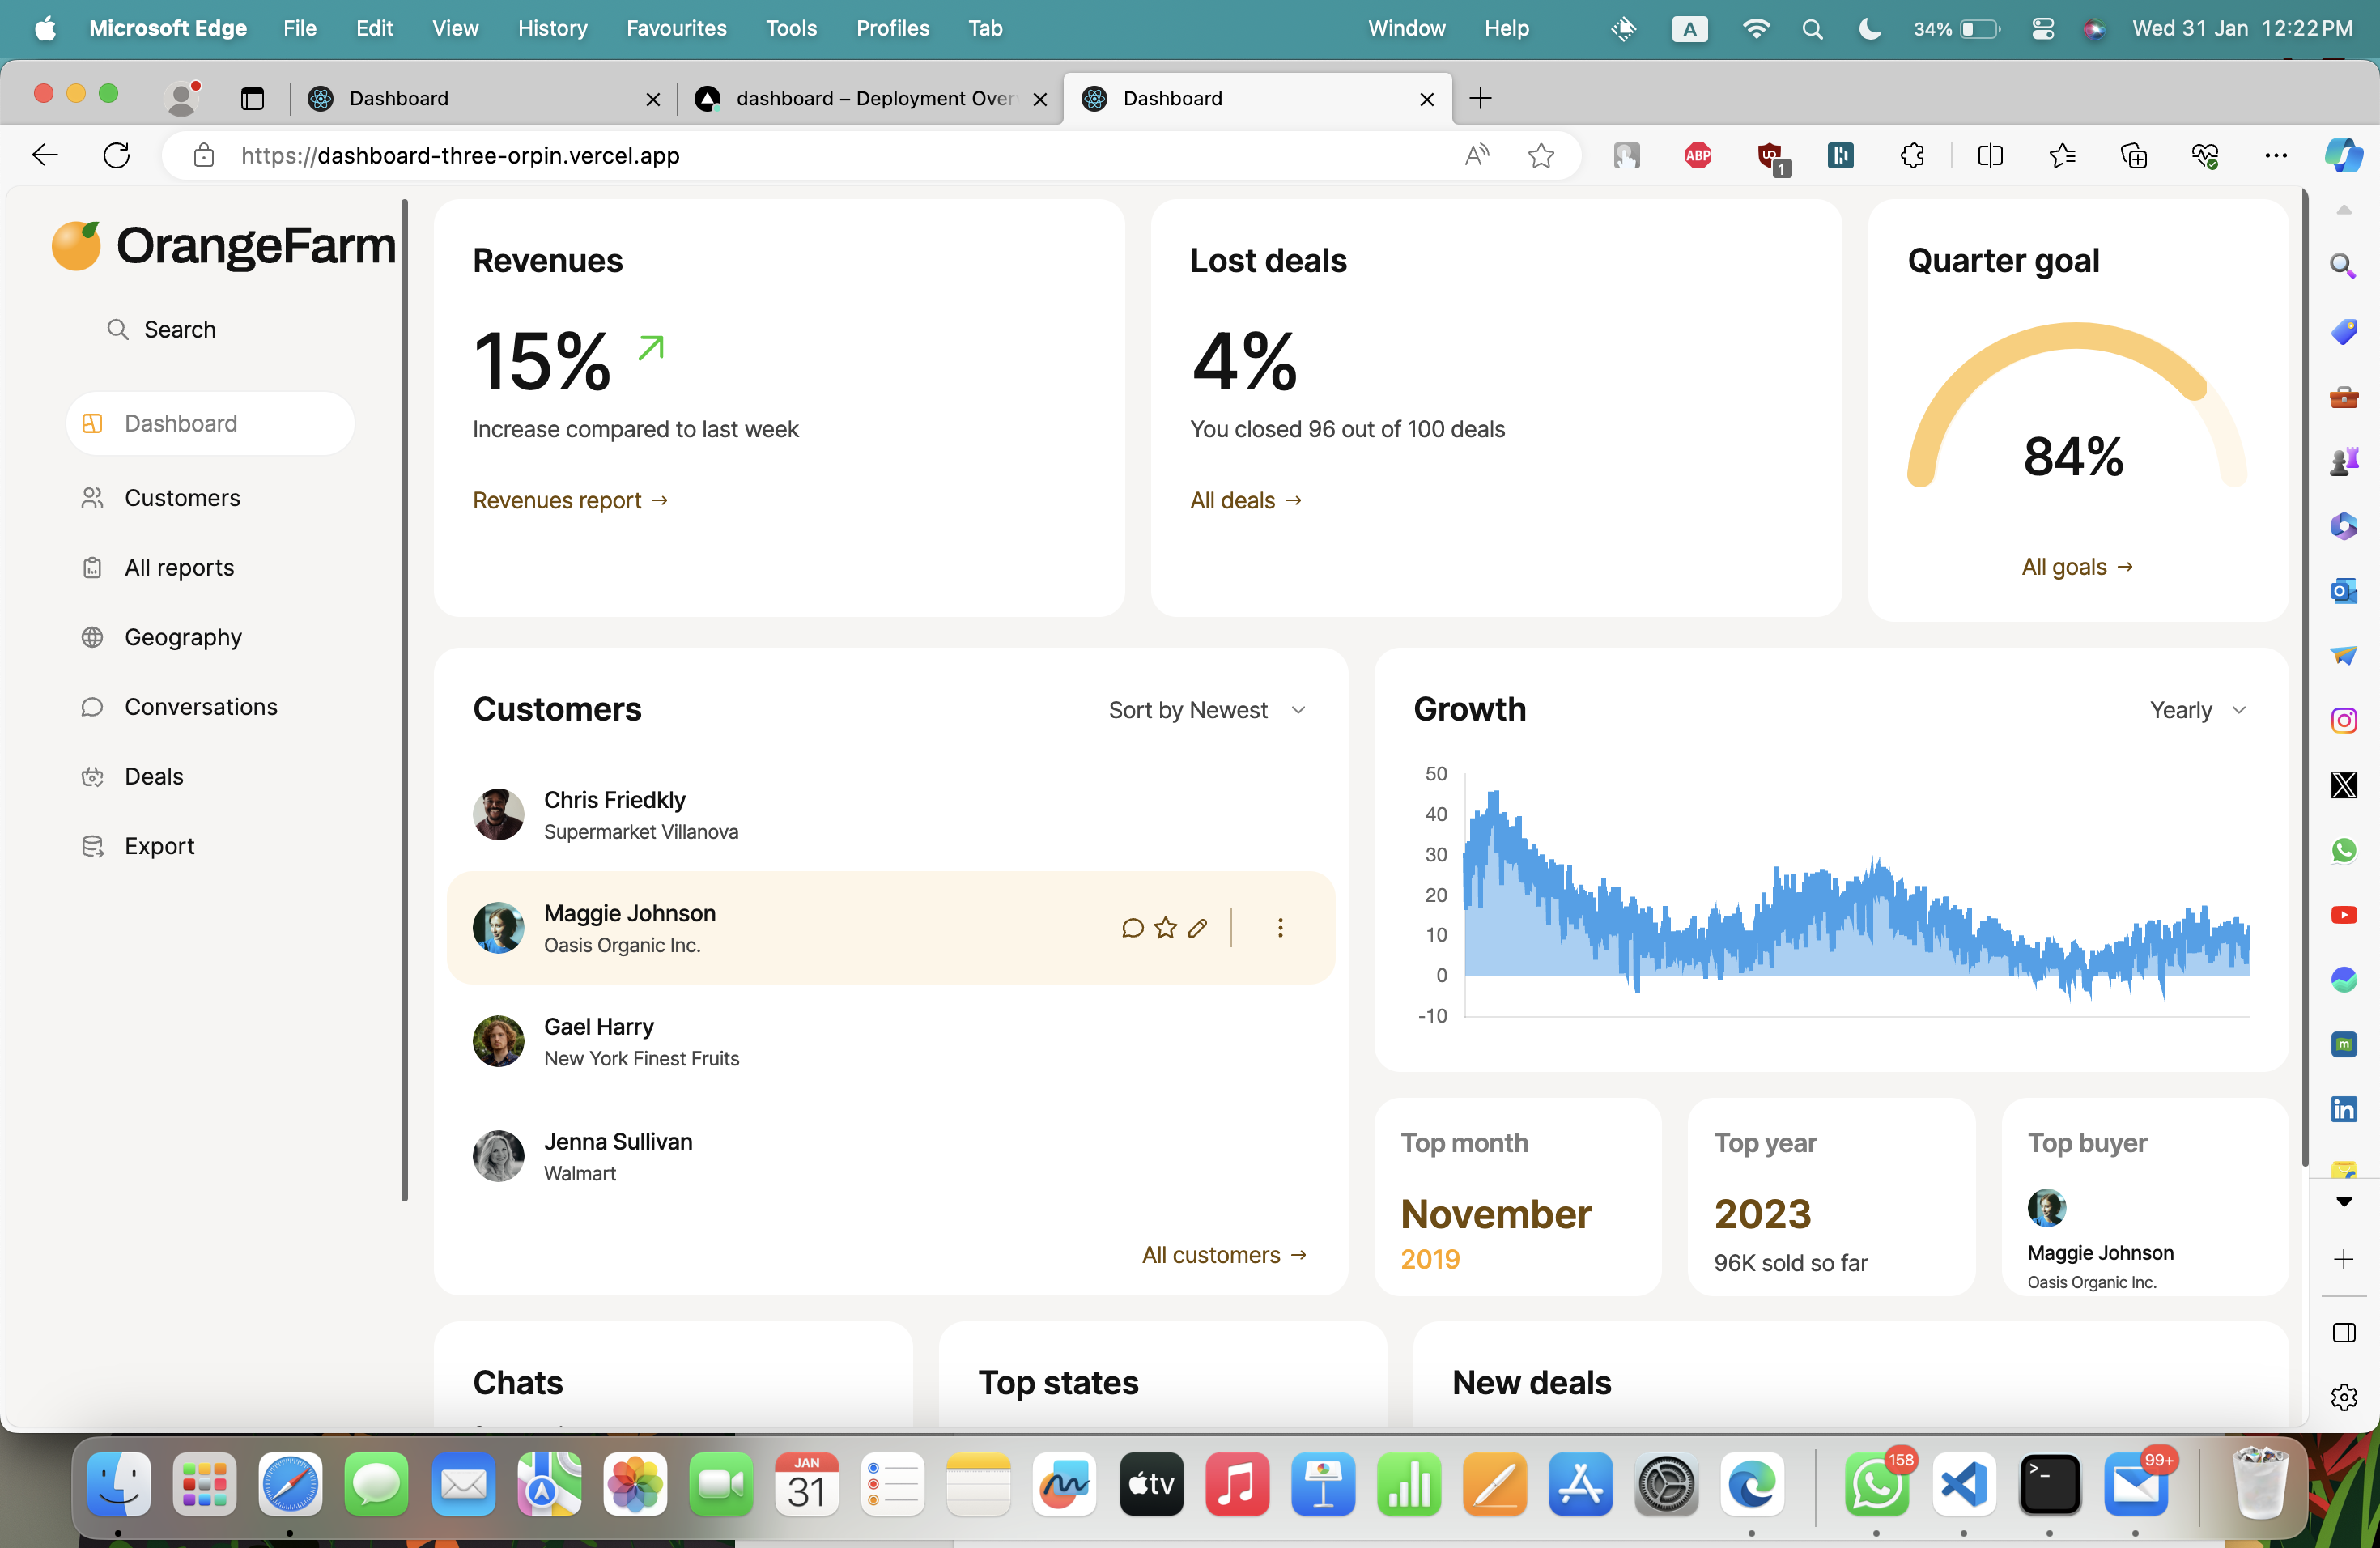 Microsoft Edge File Edit View History Favourites Tools Profiles Tab Window Help A 34% Wed 31 Jan 12:22 PM
Dashboard
dashboard – Deployment Over
Dashboard
https://dashboard-three-orpin.vercel.app
ABP
1
OrangeFarm
Search
Dashboard
Customers
All reports
Geography
Conversations
Deals
Export
Revenues
15%
Increase compared to last week
Revenues report →
Lost deals
4%
You closed 96 out of 100 deals
All deals →
Quarter goal
84%
All goals →
Customers
Sort by Newest
Chris Friedkly
Supermarket Villanova
Maggie Johnson
Oasis Organic Inc.
Gael Harry
New York Finest Fruits
Jenna Sullivan
Walmart
All customers →
Growth
Yearly
50
40
30
20
10
0
-10
Top month
November
2019
Top year
2023
96K sold so far
Top buyer
Maggie Johnson
Oasis Organic Inc.
Chats
Top states
New deals
JAN
31
tv
158
99+